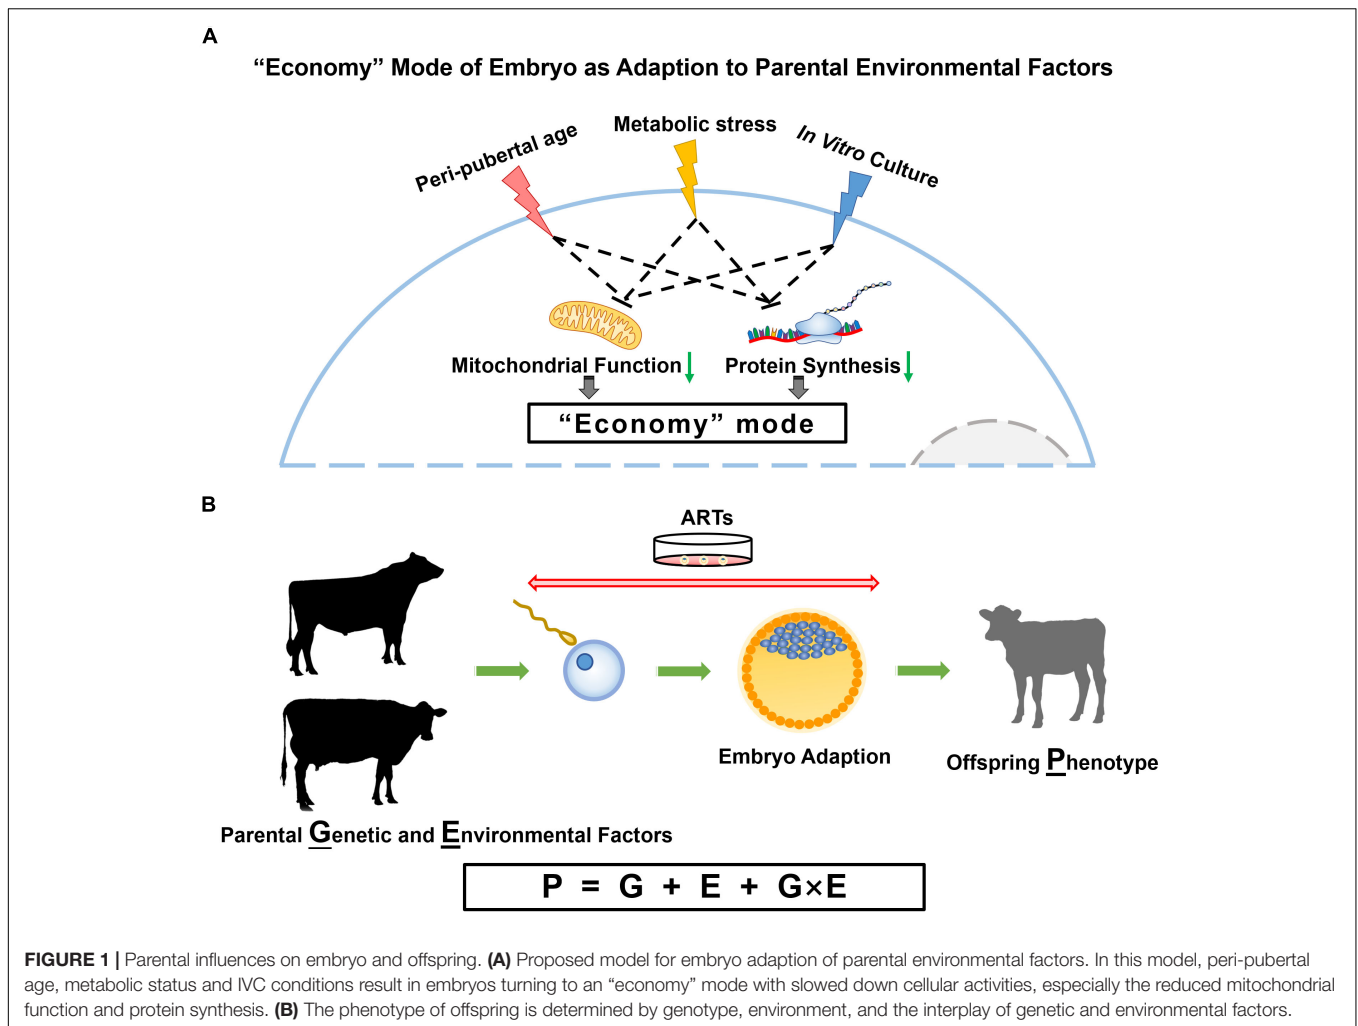 A
“Economy” Mode of Embryo as Adaption to Parental Environmental Factors
Peri-pubertal age
Metabolic stress
In Vitro Culture
Mitochondrial Function
Protein Synthesis
“Economy” mode
B
ARTs
Embryo Adaption
Offspring Phenotype
Parental Genetic and Environmental Factors
P = G + E + G×E
FIGURE 1 | Parental influences on embryo and offspring. (A) Proposed model for embryo adaption of parental environmental factors. In this model, peri-pubertal
age, metabolic status and IVC conditions result in embryos turning to an “economy” mode with slowed down cellular activities, especially the reduced mitochondrial
function and protein synthesis. (B) The phenotype of offspring is determined by genotype, environment, and the interplay of genetic and environmental factors.